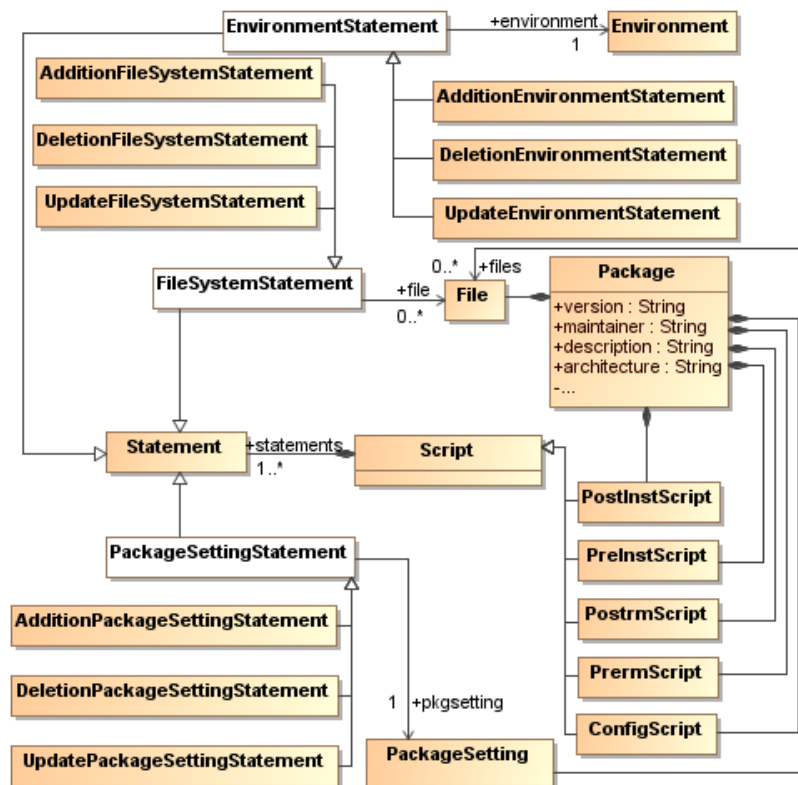 EnvironmentStatement
+environment
1
Environment
AdditionFileSystemStatement
AdditionEnvironmentStatement
DeletionFileSystemStatement
DeletionEnvironmentStatement
UpdateFileSystemStatement
UpdateEnvironmentStatement
FileSystemStatement
+file
0..*
0..*
+files
File
Package
+version : String
+maintainer : String
+description : String
+architecture : String
-...
Statement
+statements
1..*
Script
PostInstScript
PackageSettingStatement
PreInstScript
AdditionPackageSettingStatement
PostrmScript
DeletionPackageSettingStatement
PrermScript
1
+pkgsetting
ConfigScript
UpdatePackageSettingStatement
PackageSetting